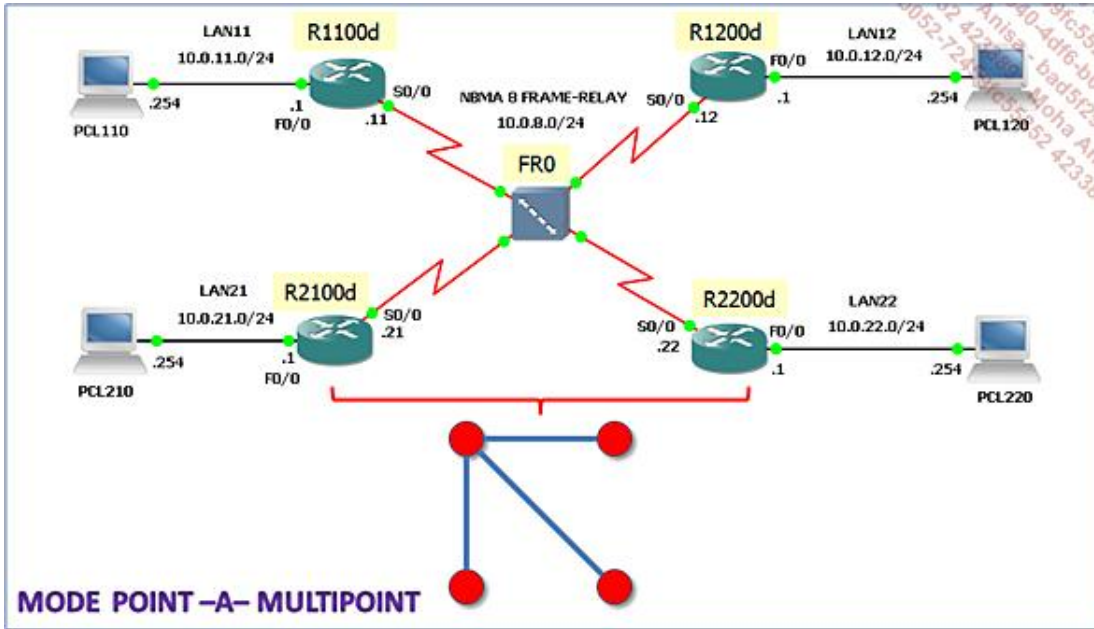 LAN11
10.0.11.0/24
R1100d
R1200d
LAN12
10.0.12.0/24
F0/0
PCL110
.254
.1
F0/0
S0/0
.11
NBMA 8 FRAME-RELAY
10.0.8.0/24
S0/0
.12
.1
.254
PCL120
FR0
LAN21
10.0.21.0/24
R2100d
R2200d
LAN22
10.0.22.0/24
PCL210
.254
.1
F0/0
S0/0
.21
S0/0
.22
F0/0
.1
.254
PCL220
MODE POINT –A– MULTIPOINT